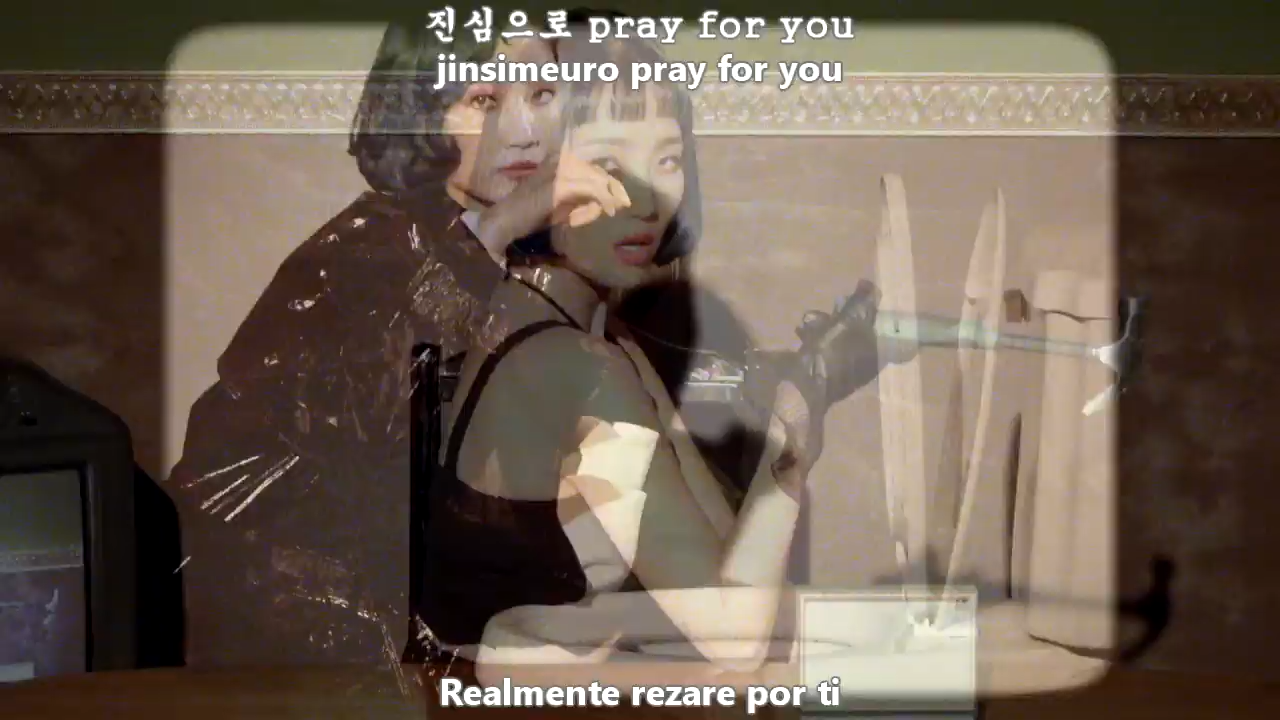 진심으로 pray for you
jinsimeuro pray for you
Realmente rezare por ti